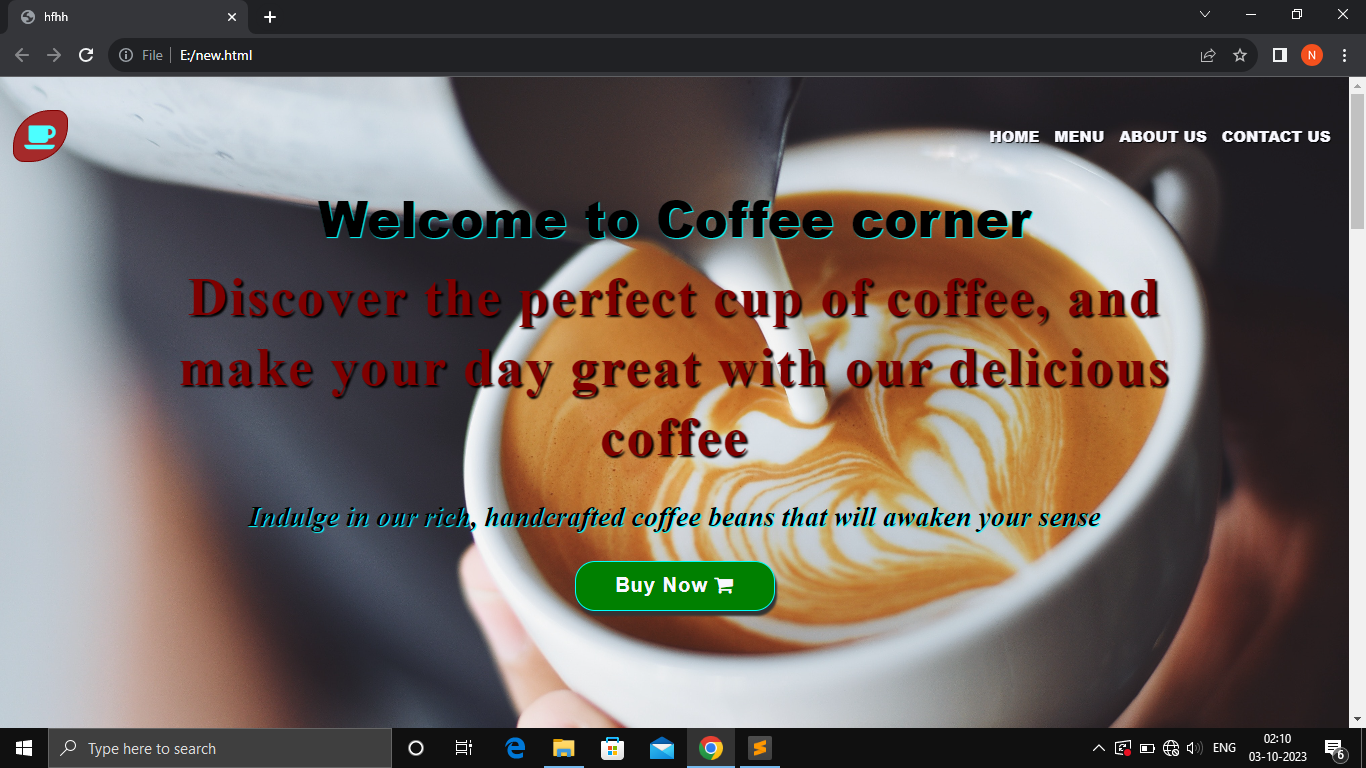 hfhh
File E:/new.html
N
HOME MENU ABOUT US CONTACT US
Welcome to Coffee corner
Discover the perfect cup of coffee, and
make your day great with our delicious
coffee
Indulge in our rich, handcrafted coffee beans that will awaken your sense
Buy Now
Type here to search
ENG
02:10
03-10-2023
6